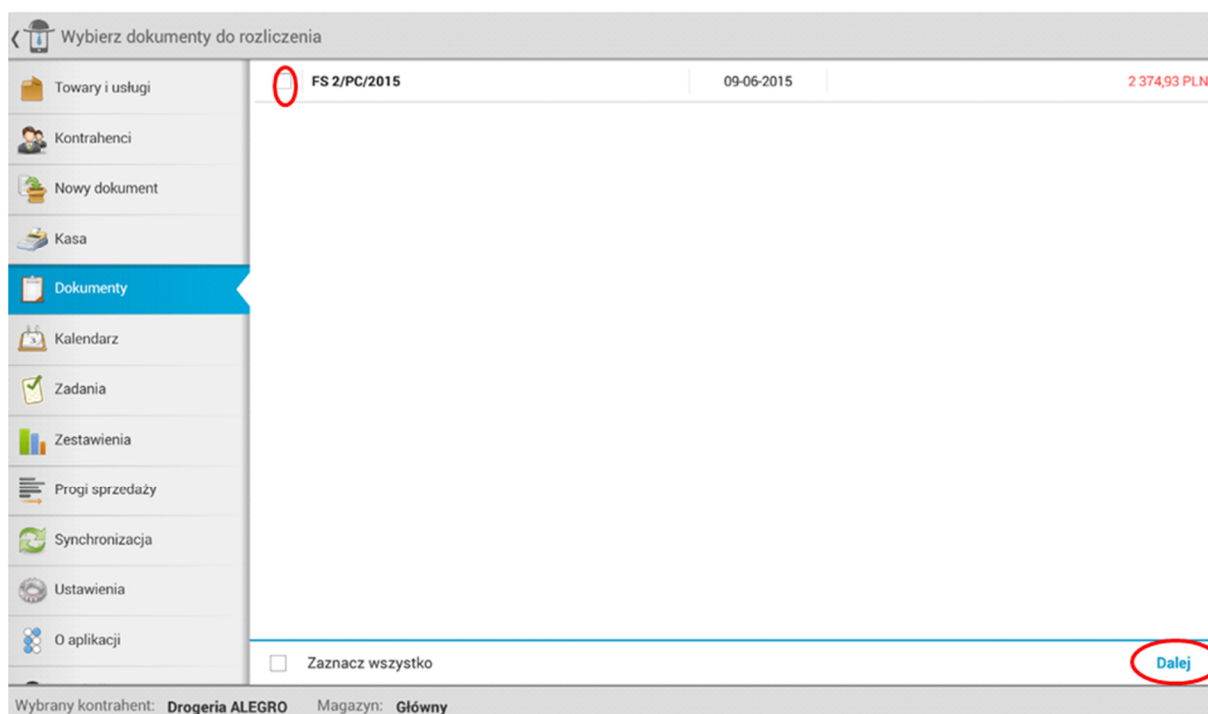 Wybierz dokumenty do rozliczenia
Towary i usługi
Kontrahenci
Nowy dokument
Kasa
Dokumenty
Kalendarz
Zadania
Zestawienia
Progi sprzedaży
Synchronizacja
Ustawienia
O aplikacji
FS 2/PC/2015 09-06-2015 2 374,93 PLN
Zaznacz wszystko Dalej
Wybrany kontrahent: Drogeria ALEGRO Magazyn: Główny